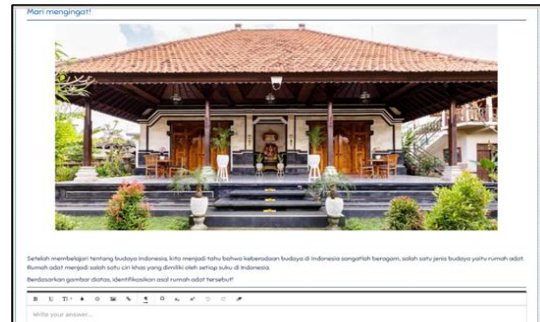 Mari mengingat!
Setelah membelajari tentang budaya Indonesia, kita menjadi tahu bahwa keberadaan budaya di Indonesia sangatlah beragam, salah satu jenis budaya yaitu rumah adat.
Rumah adat menjadi salah satu ciri khas yang dimiliki oleh setiap suku di Indonesia.
Berdasarkan gambar diatas, identifikasikan asal rumah adat tersebut!
Write your answer...